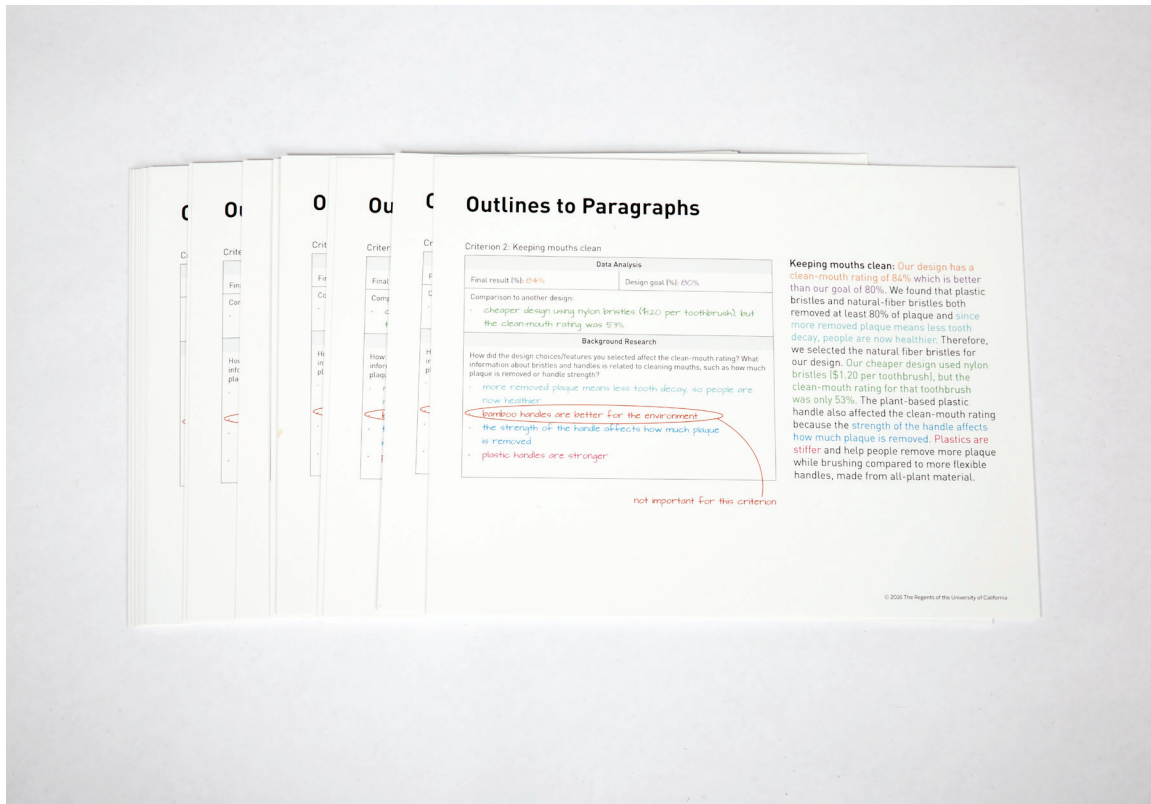 Outlines to Paragraphs
Criterion 2: Keeping mouths clean
Data Analysis
Final result (%): 84%
Design goal (%): 80%
Comparison to another design:
· cheaper design using nylon bristles ($1.20 per toothbrush), but
the clean-mouth rating was 53%
Background Research
How did the design choices/features you selected affect the clean-mouth rating? What
information about bristles and handles is related to cleaning mouths, such as how much
plaque is removed or handle strength?
· more removed plaque means less tooth decay, so people are
now healthier
· bamboo handles are better for the environment
· the strength of the handle affects how much plaque
is removed
· plastic handles are stronger
not important for this criterion
Keeping mouths clean: Our design has a
clean-mouth rating of 84% which is better
than our goal of 80%. We found that plastic
bristles and natural-fiber bristles both
removed at least 80% of plaque and since
more removed plaque means less tooth
decay, people are now healthier. Therefore,
we selected the natural fiber bristles for
our design. Our cheaper design used nylon
bristles ($1.20 per toothbrush), but the
clean-mouth rating for that toothbrush
was only 53%. The plant-based plastic
handle also affected the clean-mouth rating
because the strength of the handle affects
how much plaque is removed. Plastics are
stiffer and help people remove more plaque
while brushing compared to more flexible
handles, made from all-plant material.
© 2016 The Regents of the University of California